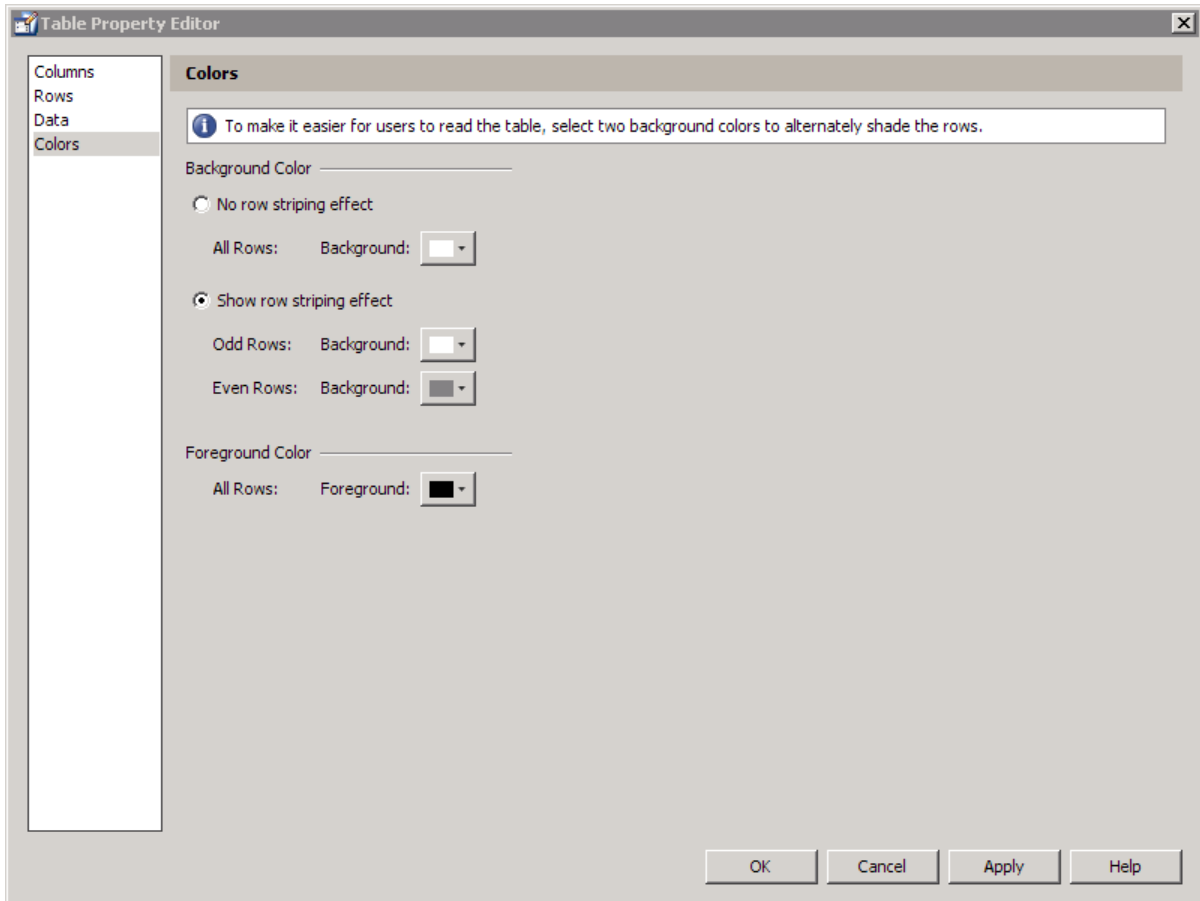 Table Property Editor
Columns
Rows
Data
Colors
Colors
To make it easier for users to read the table, select two background colors to alternately shade the rows.
Background Color
No row striping effect
All Rows: Background:
Show row striping effect
Odd Rows: Background:
Even Rows: Background:
Foreground Color
All Rows: Foreground:
OK Cancel Apply Help